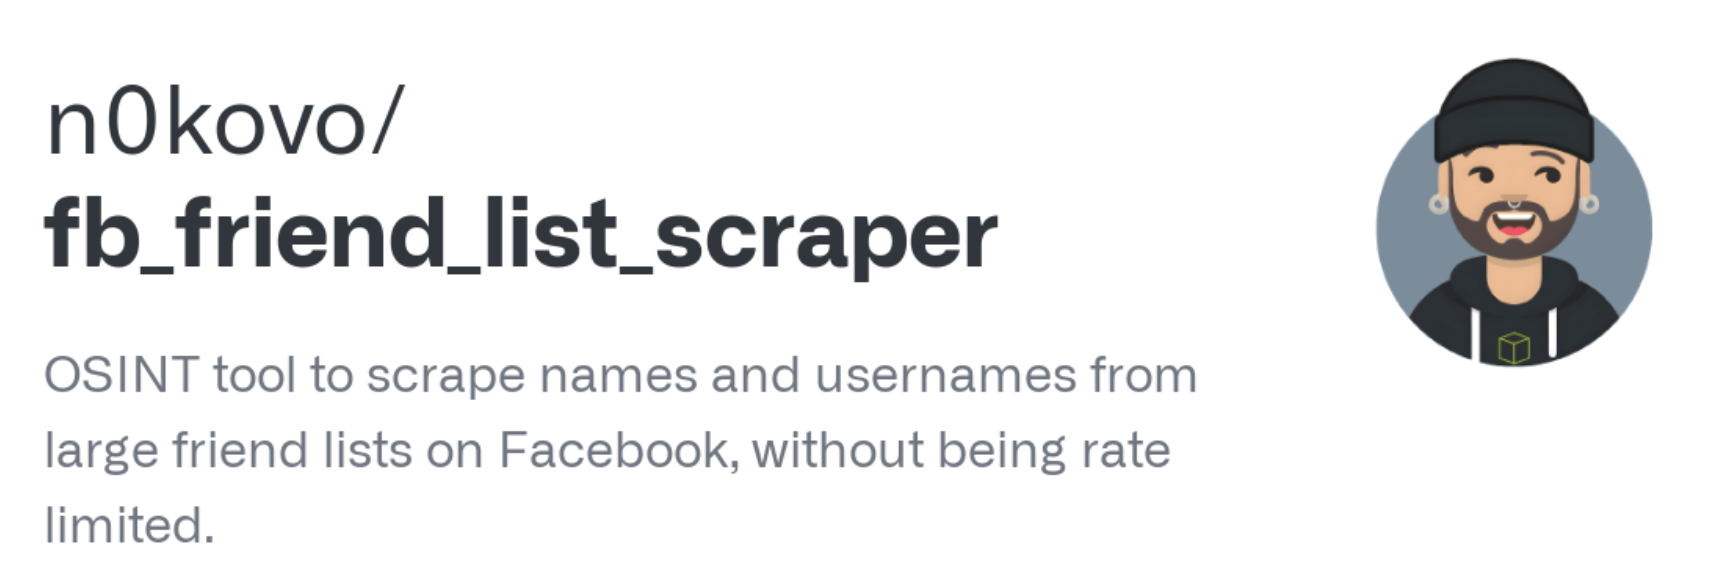 n0kovo/
fb_friend_list_scraper
OSINT tool to scrape names and usernames from
large friend lists on Facebook, without being rate
limited.